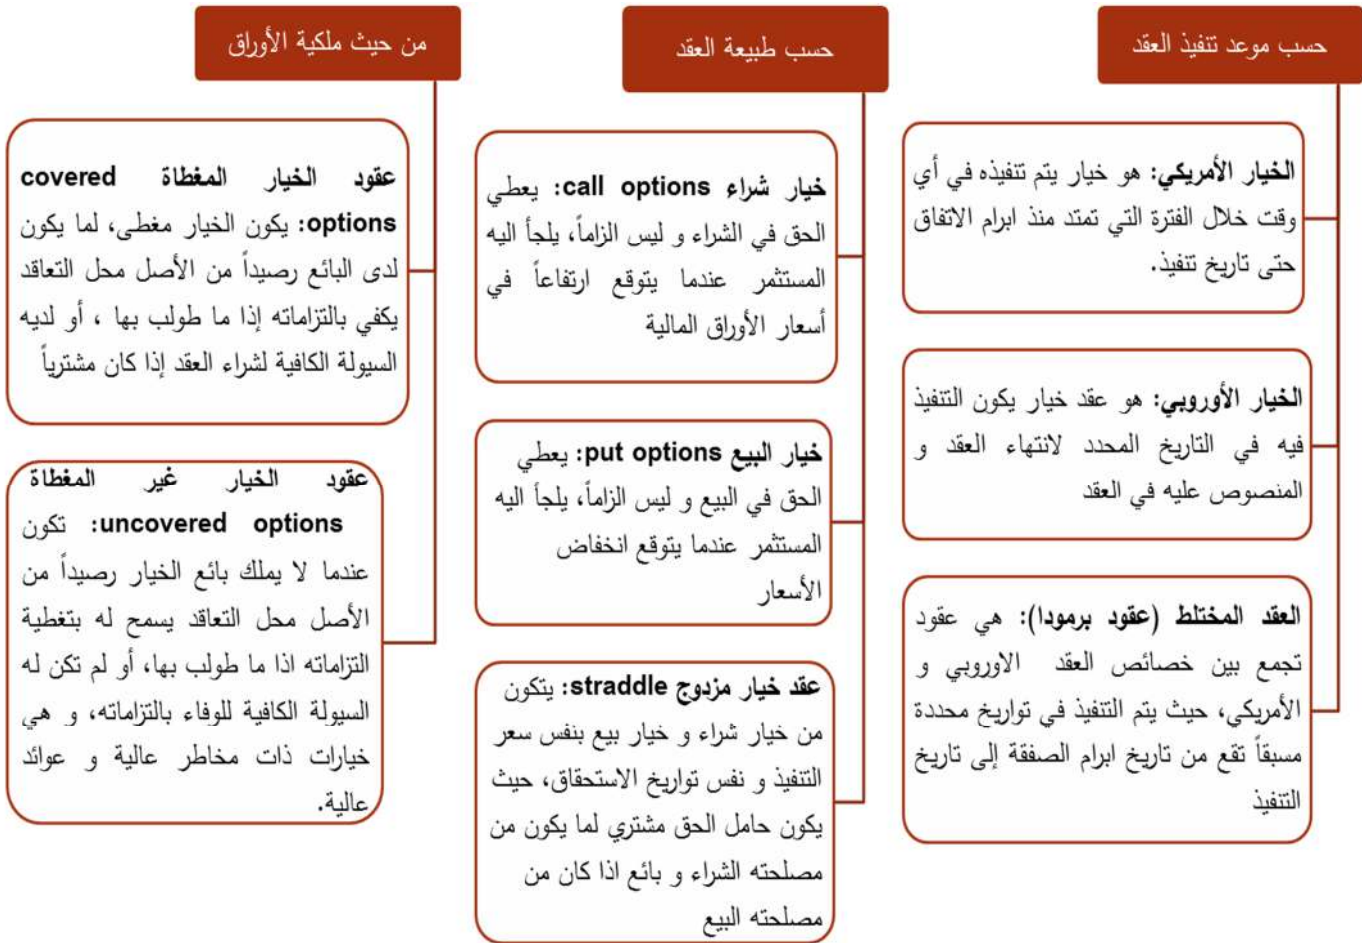 حسب موعد تنفيذ العقد
الخيار الأمريكي: هو خيار يتم تنفيذه في أي
وقت خلال الفترة التي تمتد منذ ابرام الاتفاق
حتى تاريخ تنفيذ.
الخيار الأوروبي: هو عقد خيار يكون التنفيذ
فيه في التاريخ المحدد لانتهاء العقد و
المنصوص عليه في العقد
العقد المختلط (عقود برمودا): هي عقود
تجمع بين خصائص العقد الاوروبي و
الأمريكي، حيث يتم التنفيذ في تواريخ محددة
مسبقاً تقع من تاريخ ابرام الصفقة إلى تاريخ
التنفيذ
حسب طبيعة العقد
خيار شراء call options: يعطي
الحق في الشراء و ليس الزاماً، يلجأ اليه
المستثمر عندما يتوقع ارتفاعاً في
أسعار الأوراق المالية
خيار البيع put options: يعطي
الحق في البيع و ليس الزاماً، يلجأ اليه
المستثمر عندما يتوقع انخفاض
الأسعار
عقد خيار مزدوج straddle: يتكون
من خيار شراء و خيار بيع بنفس سعر
التنفيذ و نفس تواريخ الاستحقاق، حيث
يكون حامل الحق مشتري لما يكون من
مصلحته الشراء و بائع اذا كان من
مصلحته البيع
من حيث ملكية الأوراق
عقود الخيار المغطاة covered
options: يكون الخيار مغطى، لما يكون
لدى البائع رصيداً من الأصل محل التعاقد
يكفي بالتزاماته إذا ما طولب بها ، أو لديه
السيولة الكافية لشراء العقد إذا كان مشترياً
عقود الخيار غير المغطاة
uncovered options: تكون
عندما لا يملك بائع الخيار رصيداً من
الأصل محل التعاقد يسمح له بتغطية
التزاماته اذا ما طولب بها، أو لم تكن له
السيولة الكافية للوفاء بالتزاماته، و هي
خيارات ذات مخاطر عالية و عوائد
عالية.